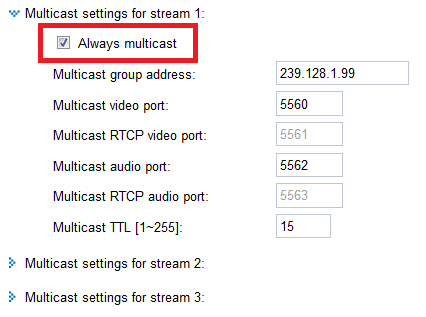 Multicast settings for stream 1:
Always multicast
Multicast group address: 239.128.1.99
Multicast video port: 5560
Multicast RTCP video port: 5561
Multicast audio port: 5562
Multicast RTCP audio port: 5563
Multicast TTL [1~255]: 15
Multicast settings for stream 2:
Multicast settings for stream 3: